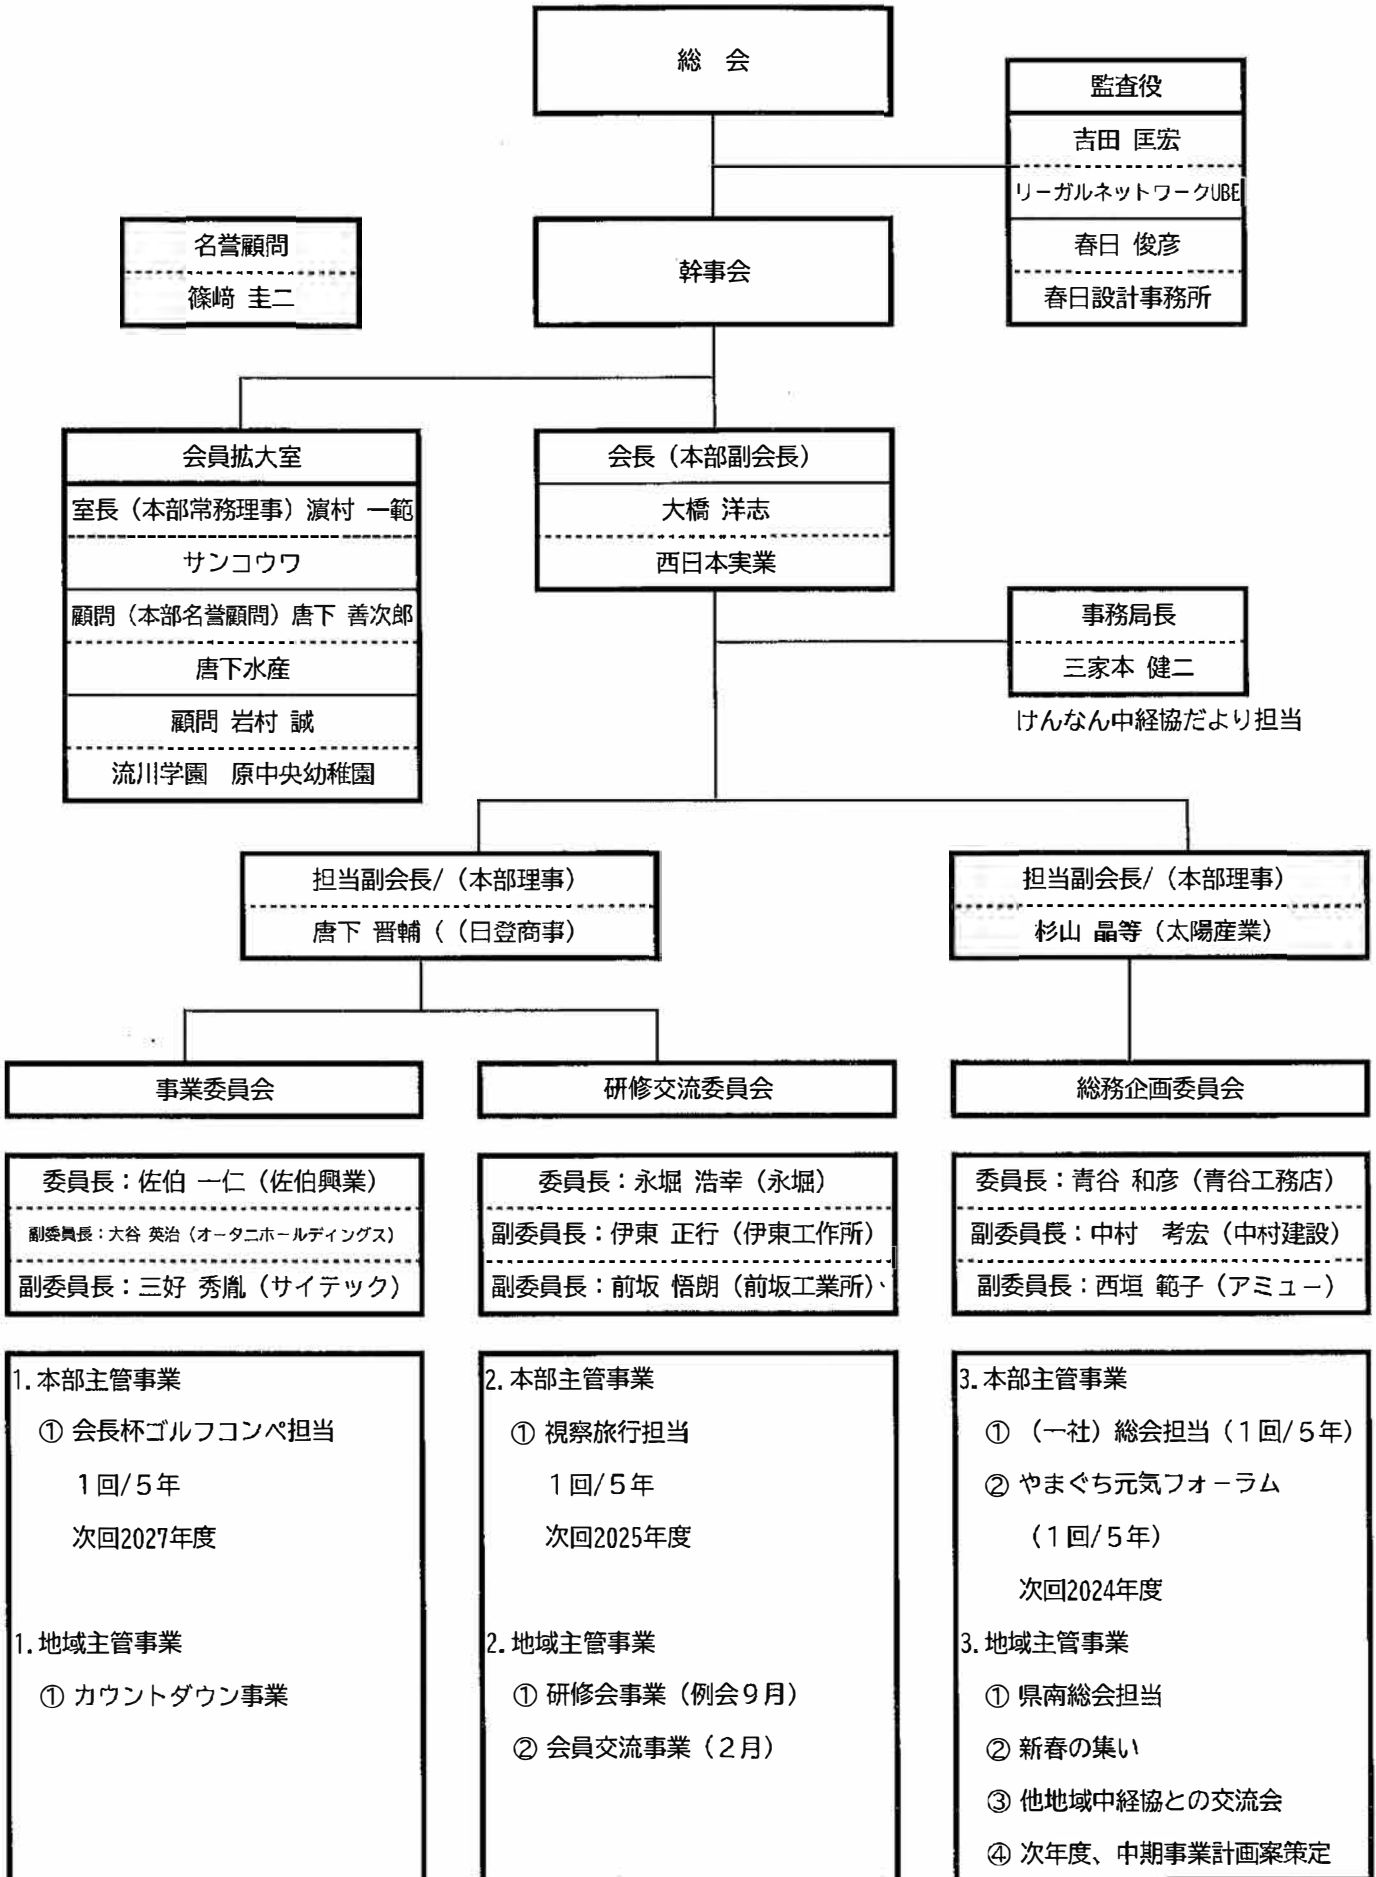 総　会
監査役
吉田 匡宏
リーガルネットワークUBE
春日 俊彦
春日設計事務所
名誉顧問
篠﨑 圭二
幹事会
会員拡大室
室長（本部常務理事）濵村 一範
サンコウワ
顧問（本部名誉顧問）唐下 善次郎
唐下水産
顧問 岩村 誠
流川学園　原中央幼稚園
会長（本部副会長）
大橋 洋志
西日本実業
事務局長
三家本 健二
けんなん中経協だより担当
担当副会長/（本部理事）
唐下 晋輔（（日登商事）
担当副会長/（本部理事）
杉山 晶等（太陽産業）
事業委員会
委員長：佐伯 一仁（佐伯興業）
副委員長：大谷 英治（オータニホールディングス）
副委員長：三好 秀胤（サイテック）
1.本部主管事業
① 会長杯ゴルフコンペ担当
1回/5年
次回2027年度
1.地域主管事業
① カウントダウン事業
研修交流委員会
委員長：永堀 浩幸（永堀）
副委員長：伊東 正行（伊東工作所）
副委員長：前坂 悟朗（前坂工業所）
2.本部主管事業
① 視察旅行担当
1回/5年
次回2025年度
2.地域主管事業
① 研修会事業（例会9月）
② 会員交流事業（2月）
総務企画委員会
委員長：青谷 和彦（青谷工務店）
副委員長：中村　考宏（中村建設）
副委員長：西垣 範子（アミュー）
3.本部主管事業
① （一社）総会担当（1回/5年）
② やまぐち元気フォーラム
（1回/5年）
次回2024年度
3.地域主管事業
① 県南総会担当
② 新春の集い
③ 他地域中経協との交流会
④ 次年度、中期事業計画案策定